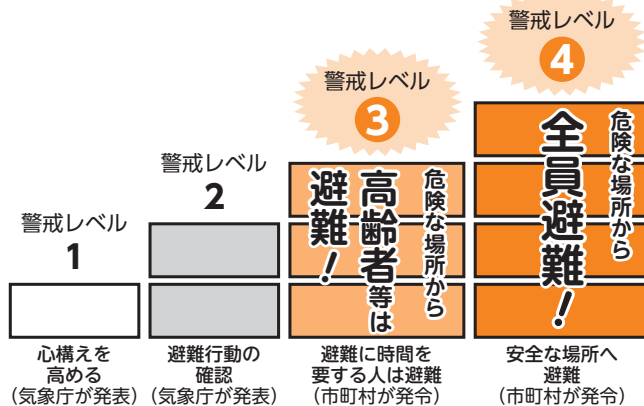 警戒レベル
1
心構えを
高める
(気象庁が発表)
警戒レベル
2
避難行動の
確認
(気象庁が発表)
警戒レベル
3
危険な場所から
高齢者等は
避難!
避難に時間を
要する人は避難
(市町村が発令)
警戒レベル
4
危険な場所から
全員避難!
安全な場所へ
避難
(市町村が発令)